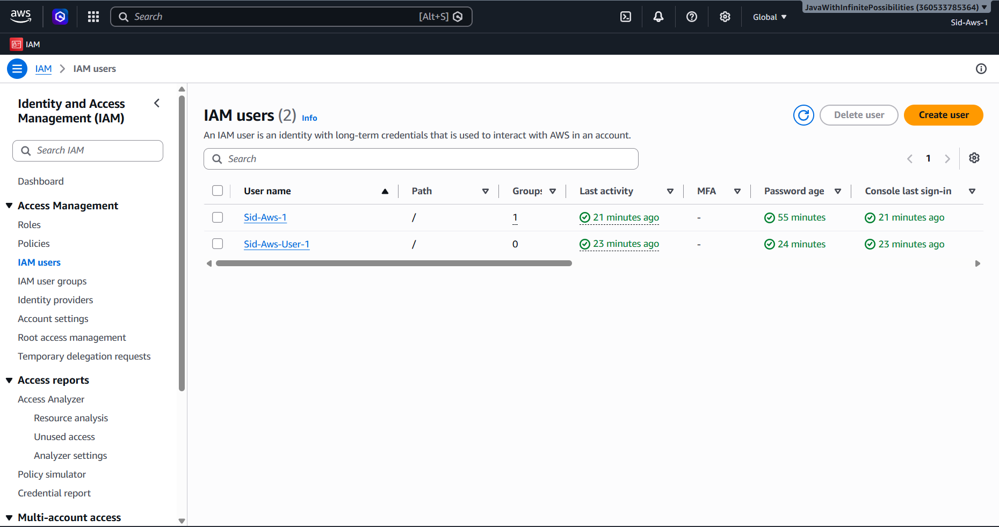 aws
Search [Alt+S]
Global
JavaWithInfinitePossibilities (360533785364)
Sid-Aws-1
IAM
IAM > IAM users
Identity and Access
Management (IAM)
Search IAM
Dashboard
Access Management
Roles
Policies
IAM users
IAM user groups
Identity providers
Account settings
Root access management
Temporary delegation requests
Access reports
Access Analyzer
Resource analysis
Unused access
Analyzer settings
Policy simulator
Credential report
Multi-account access
IAM users (2) Info
Delete user
Create user
An IAM user is an identity with long-term credentials that is used to interact with AWS in an account.
Search
1
User name Path Groups Last activity MFA Password age Console last sign-in
Sid-Aws-1 / 1 21 minutes ago - 55 minutes 21 minutes ago
Sid-Aws-User-1 / 0 23 minutes ago - 24 minutes 23 minutes ago